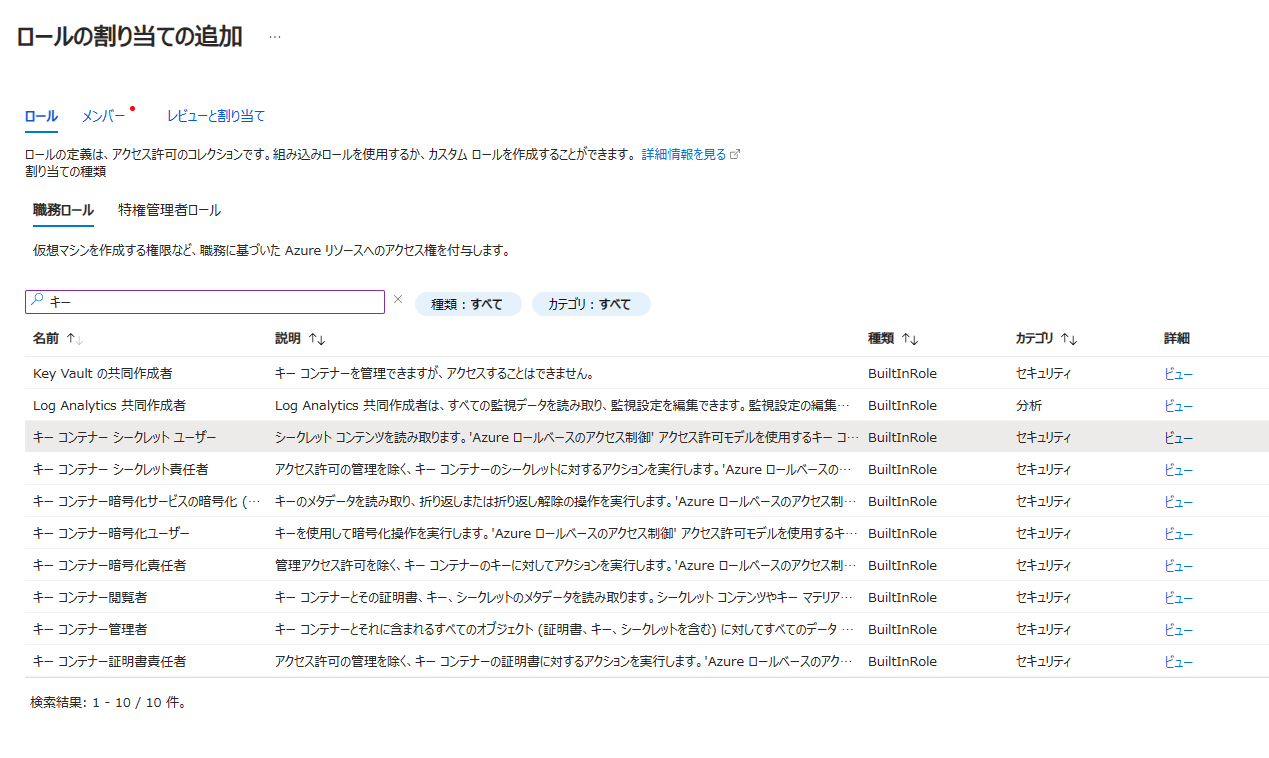 ロールの割り当ての追加 …
ロール メンバー レビューと割り当て
ロールの定義は、アクセス許可のコレクションです。組み込みロールを使用するか、カスタム ロールを作成することができます。 詳細情報を見る
割り当ての種類
職務ロール 特権管理者ロール
仮想マシンを作成する権限など、職務に基づいた Azure リソースへのアクセス権を付与します。
キー × 種類 : すべて カテゴリ : すべて
名前 ↑↓ 説明 ↑↓ 種類 ↑↓ カテゴリ ↑↓ 詳細
Key Vault の共同作成者 キー コンテナーを管理できますが、アクセスすることはできません。 BuiltInRole セキュリティ ビュー
Log Analytics 共同作成者 Log Analytics 共同作成者は、すべての監視データを読み取り、監視設定を編集できます。監視設定の編集… BuiltInRole 分析 ビュー
キー コンテナー シークレット ユーザー シークレット コンテンツを読み取ります。'Azure ロールベースのアクセス制御' アクセス許可モデルを使用するキー コ… BuiltInRole セキュリティ ビュー
キー コンテナー シークレット責任者 アクセス許可の管理を除く、キー コンテナーのシークレットに対するアクションを実行します。'Azure ロールベースの… BuiltInRole セキュリティ ビュー
キー コンテナー暗号化サービスの暗号化 (… キーのメタデータを読み取り、折り返しまたは折り返し解除の操作を実行します。'Azure ロールベースのアクセス制… BuiltInRole セキュリティ ビュー
キー コンテナー暗号化ユーザー キーを使用して暗号化操作を実行します。'Azure ロールベースのアクセス制御' アクセス許可モデルを使用するキ… BuiltInRole セキュリティ ビュー
キー コンテナー暗号化責任者 管理アクセス許可を除く、キー コンテナーのキーに対してアクションを実行します。'Azure ロールベースのアクセス制… BuiltInRole セキュリティ ビュー
キー コンテナー閲覧者 キー コンテナーとその証明書、キー、シークレットのメタデータを読み取ります。シークレット コンテンツやキー マテリア… BuiltInRole セキュリティ ビュー
キー コンテナー管理者 キー コンテナーとそれに含まれるすべてのオブジェクト (証明書、キー、シークレットを含む) に対してすべてのデータ … BuiltInRole セキュリティ ビュー
キー コンテナー証明書責任者 アクセス許可の管理を除く、キー コンテナーの証明書に対するアクションを実行します。'Azure ロールベースのアク… BuiltInRole セキュリティ ビュー
検索結果: 1 - 10 / 10 件。